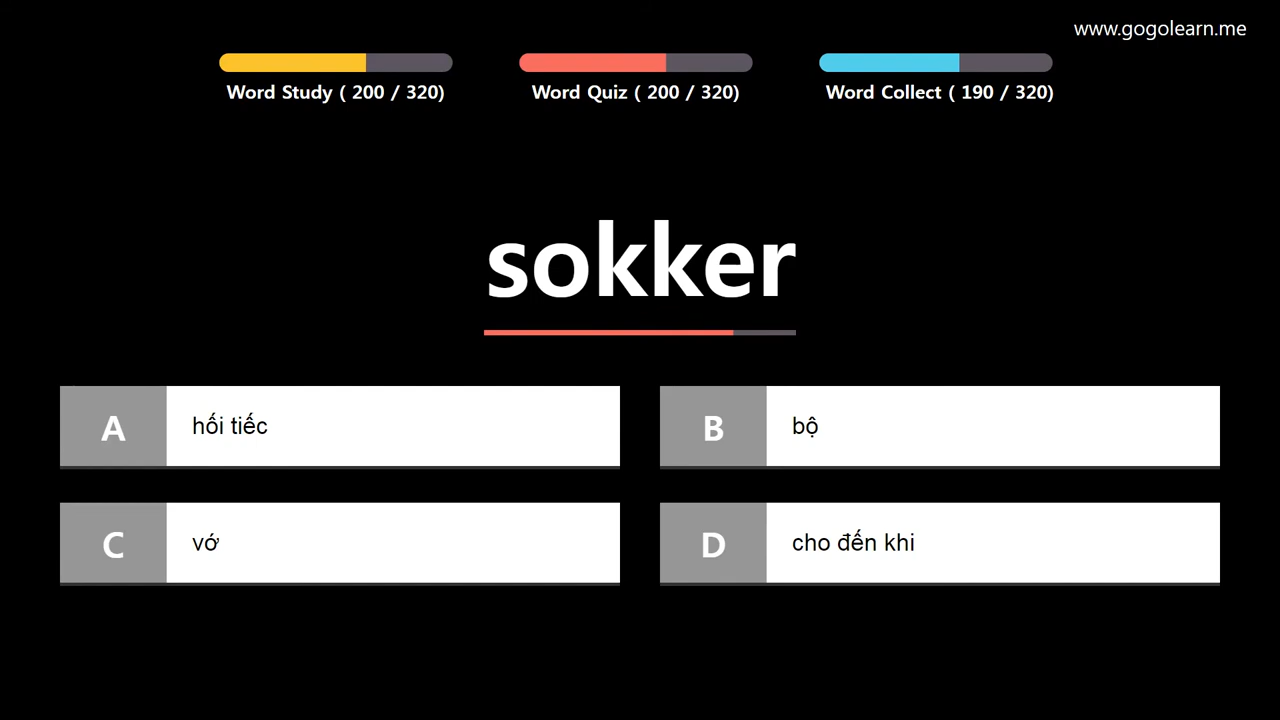 www.gogolearn.me
Word Study ( 200 / 320)
Word Quiz ( 200 / 320)
Word Collect ( 190 / 320)
sokker
A hối tiếc
B bộ
C vớ
D cho đến khi